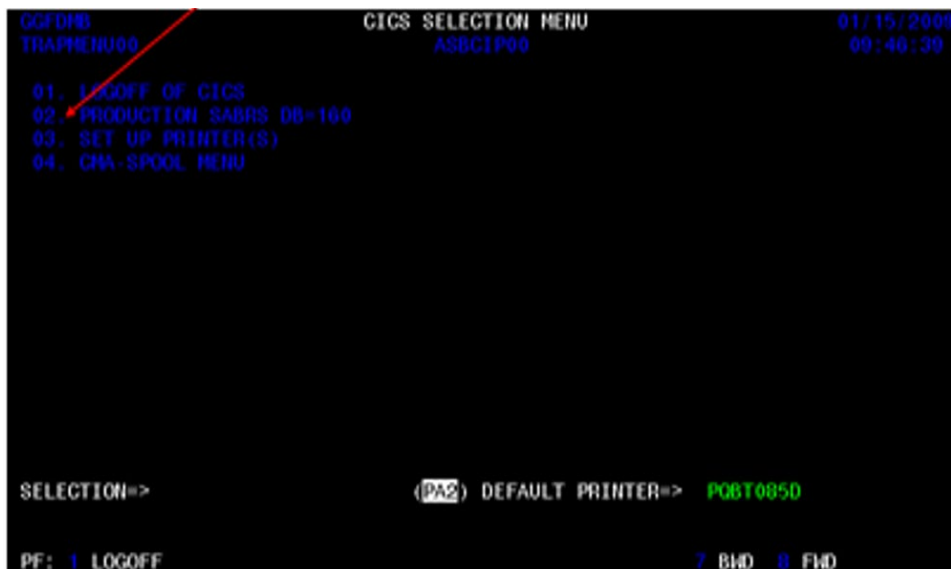 GGFDMB CICS SELECTION MENU 01/15/2009
TRAPMENU00 ASBCIP00 09:46:39
01. LOGOFF OF CICS
02. PRODUCTION SABRS DB=160
03. SET UP PRINTER(S)
04. CMA-SPOOL MENU
SELECTION=> (PA2) DEFAULT PRINTER=> PQBT085D
PF: 1 LOGOFF 7 BWD 8 FWD